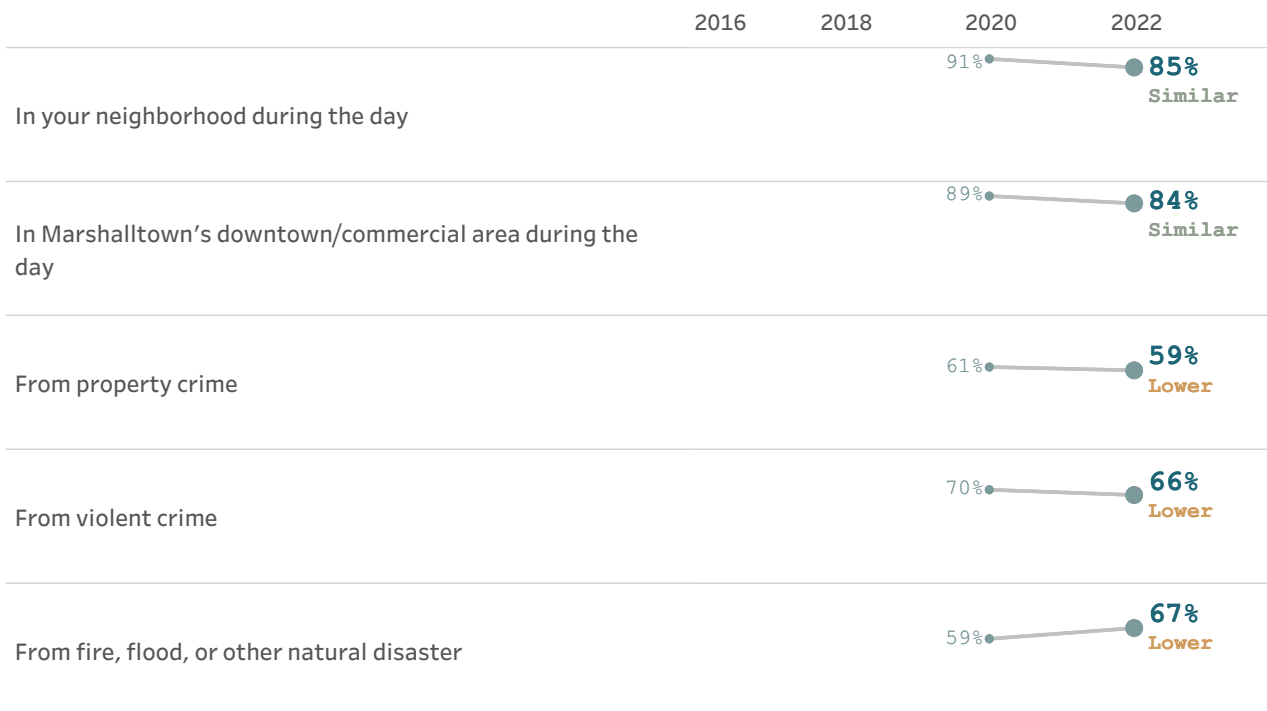 2016 2018 2020 2022
91% 85%
Similar
In your neighborhood during the day
89% 84%
Similar
In Marshalltown's downtown/commercial area during the
day
61% 59%
Lower
From property crime
70% 66%
Lower
From violent crime
59% 67%
Lower
From fire, flood, or other natural disaster